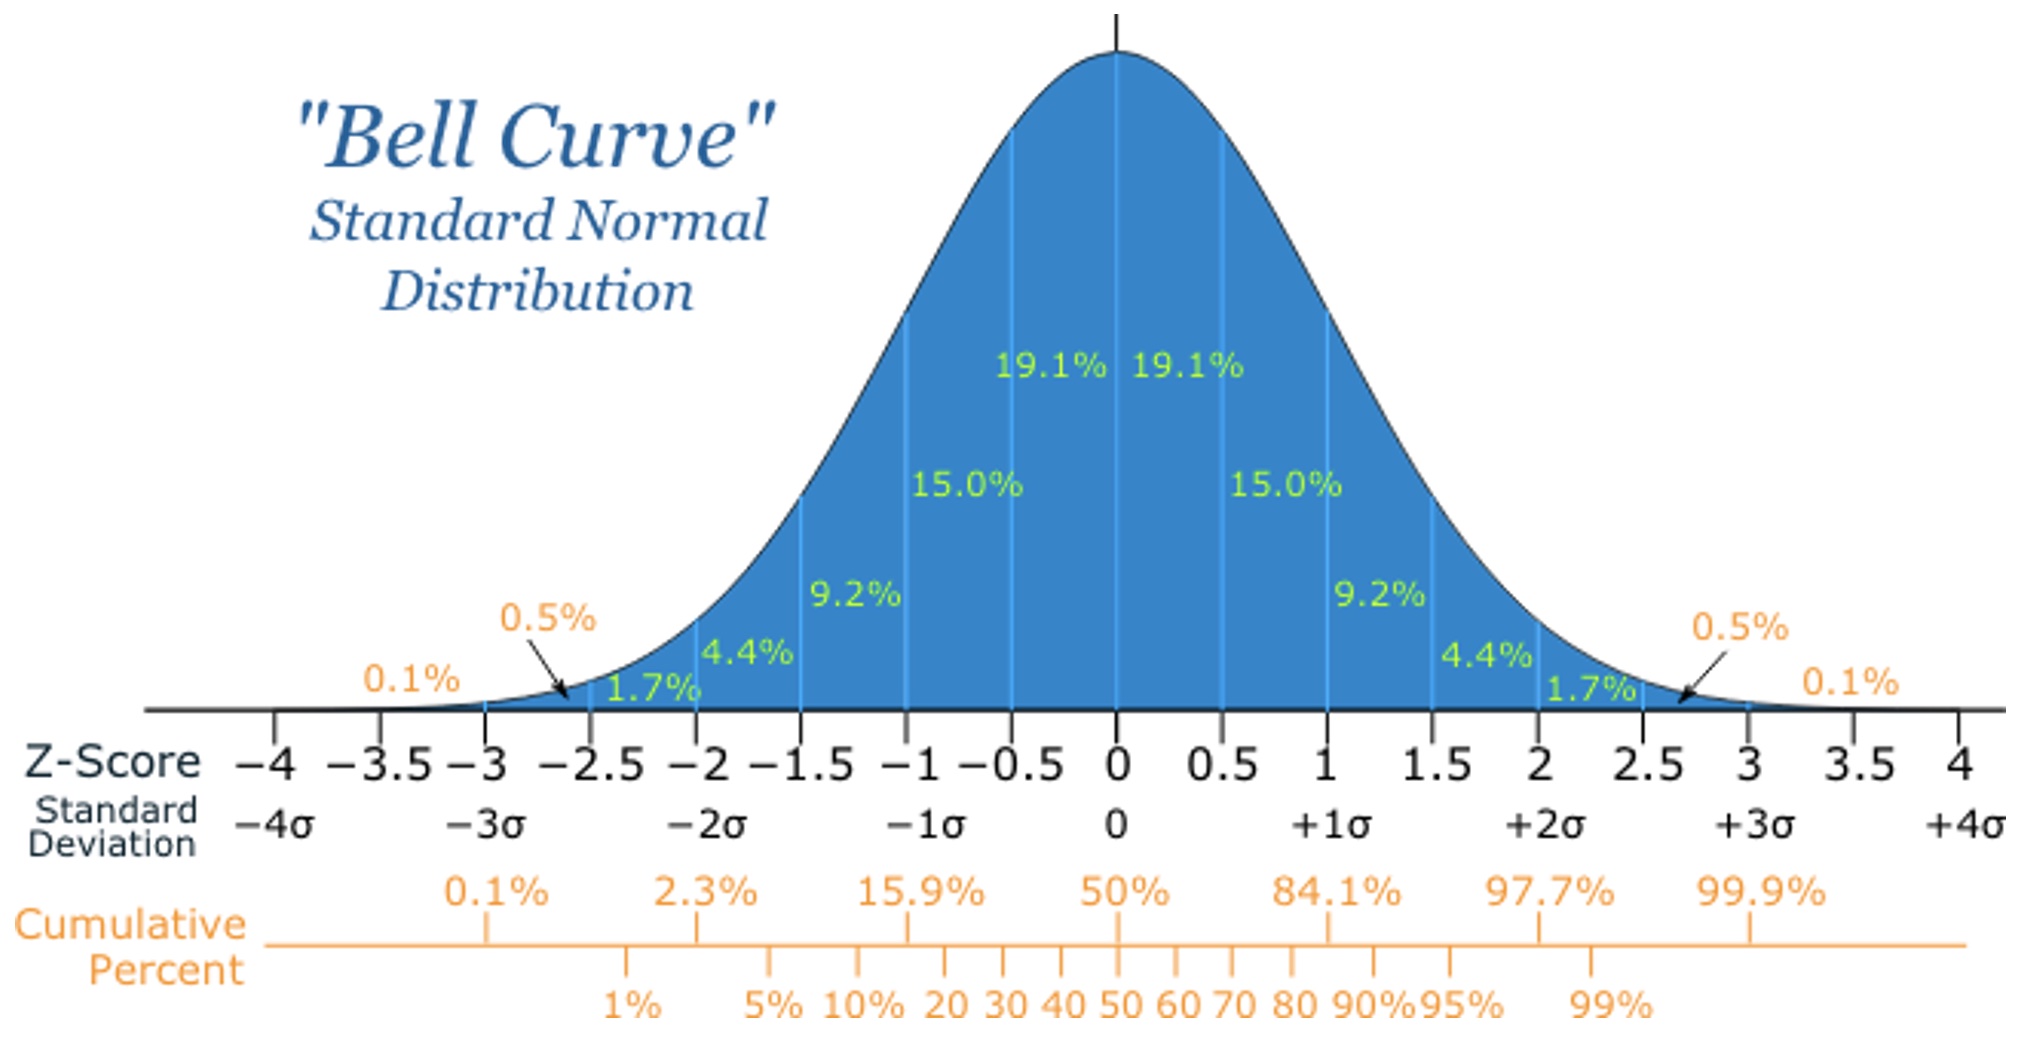 "Bell Curve"
Standard Normal
Distribution
19.1% 19.1%
15.0% 15.0%
9.2% 9.2%
0.5% 0.5%
4.4% 4.4%
0.1% 1.7% 1.7% 0.1%
Z-Score −4 −3.5 −3 −2.5 −2 −1.5 −1 −0.5 0 0.5 1 1.5 2 2.5 3 3.5 4
Standard
Deviation −4σ −3σ −2σ −1σ 0 +1σ +2σ +3σ +4σ
0.1% 2.3% 15.9% 50% 84.1% 97.7% 99.9%
Cumulative
Percent
1% 5% 10% 20 30 40 50 60 70 80 90% 95% 99%